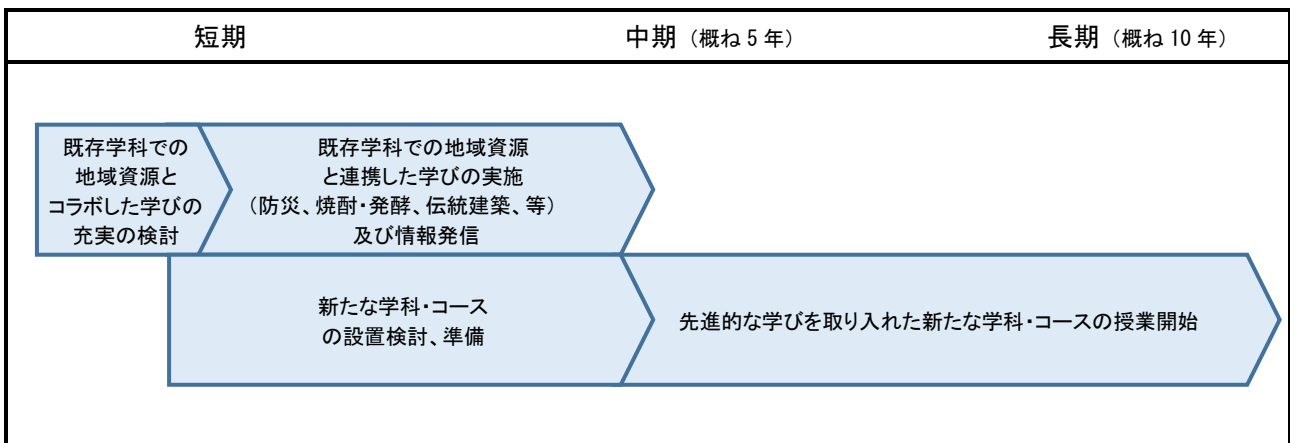 短期
中期（概ね5年）
長期（概ね10年）
既存学科での
地域資源と
コラボした学びの
充実の検討
既存学科での地域資源
と連携した学びの実施
（防災、焼酎・発酵、伝統建築、等）
及び情報発信
新たな学科・コース
の設置検討、準備
先進的な学びを取り入れた新たな学科・コースの授業開始